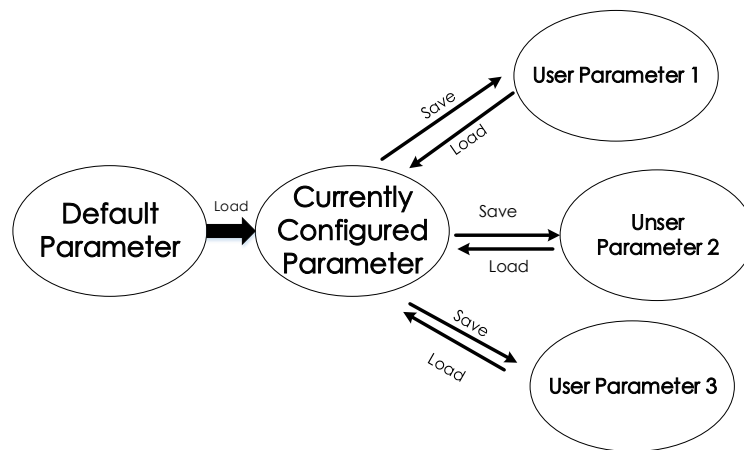 User Parameter 1
Save
Load
Default
Parameter
Load
Currently
Configured
Parameter
Save
Load
Unser
Parameter 2
Save
Load
User Parameter 3